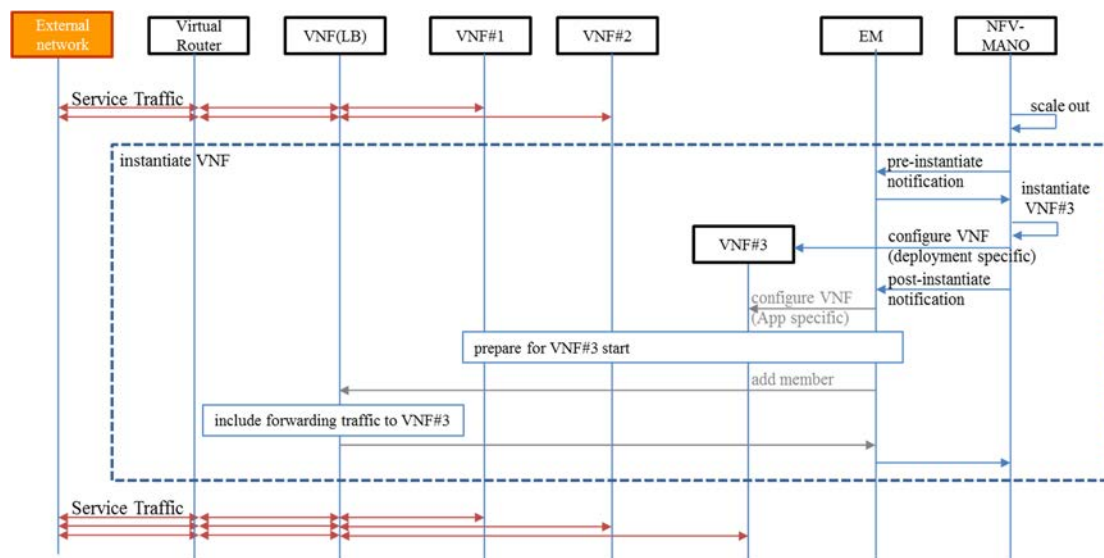 External
network
Virtual
Router
VNF(LB)
VNF#1
VNF#2
EM
NFV-
MANO
Service Traffic
scale out
instantiate VNF
pre-instantiate
notification
instantiate
VNF#3
VNF#3
configure VNF
(deployment specific)
post-instantiate
notification
configure VNF
(App specific)
prepare for VNF#3 start
add member
include forwarding traffic to VNF#3
Service Traffic